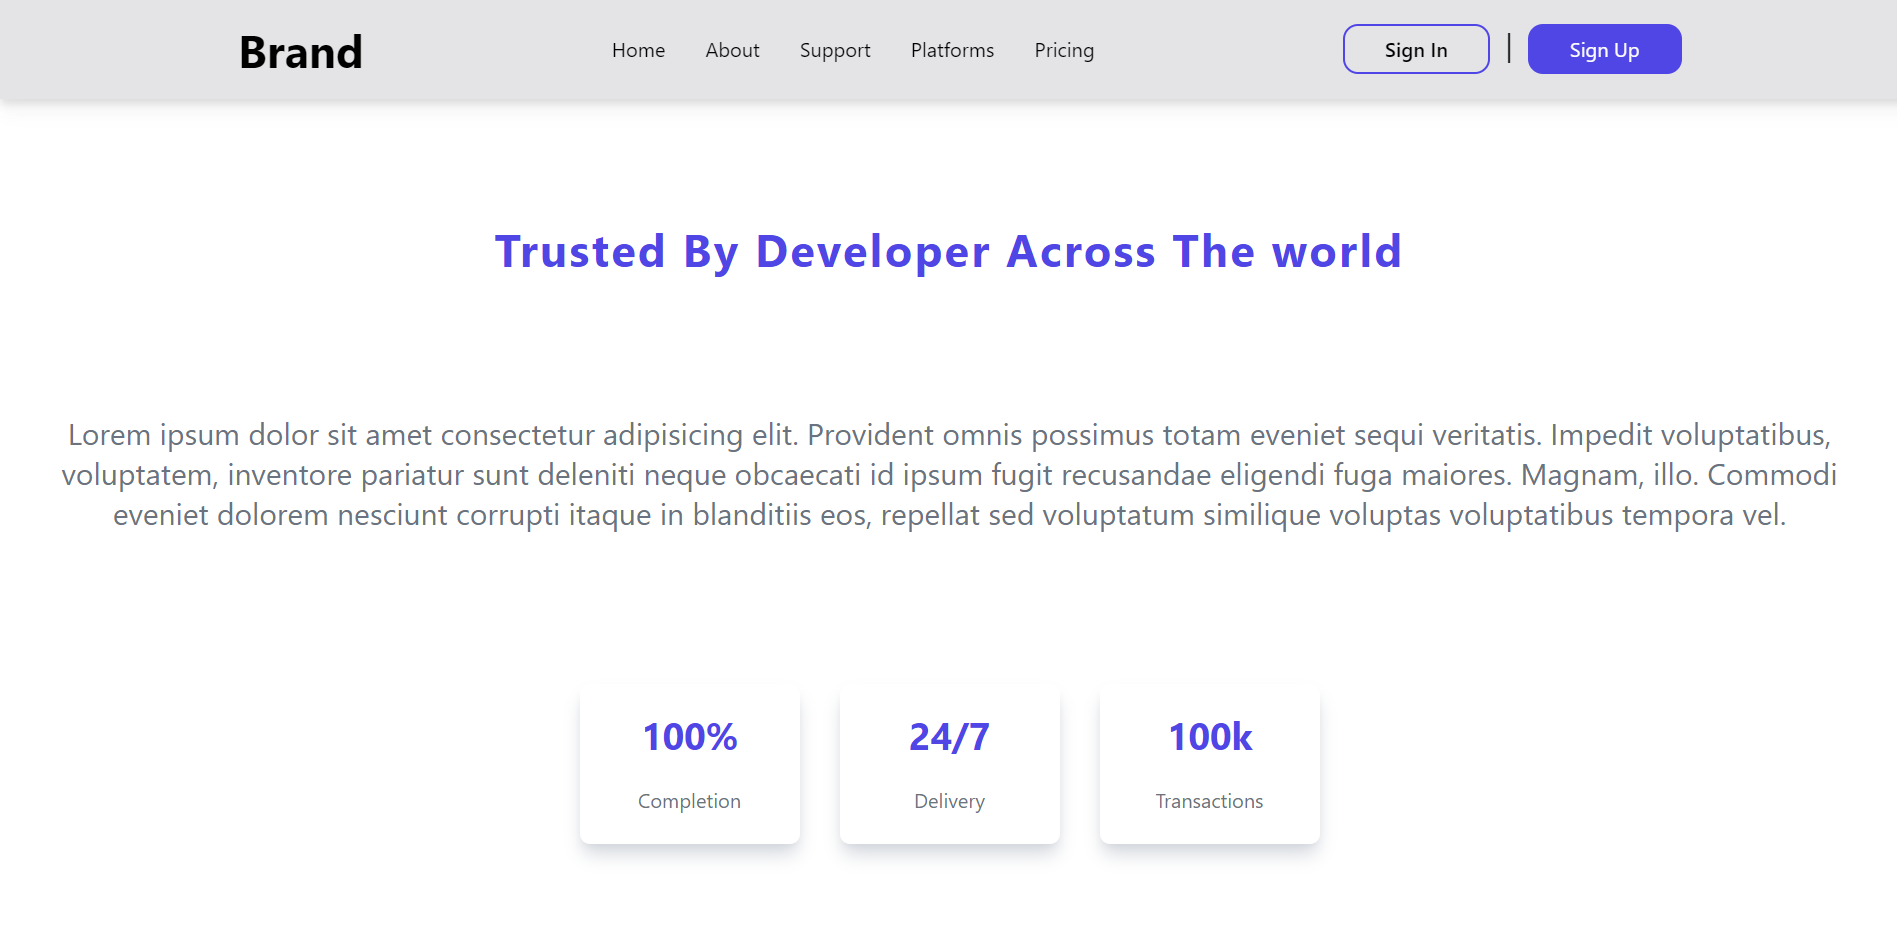 Brand
Home About Support Platforms Pricing
Sign In | Sign Up
Trusted By Developer Across The world
Lorem ipsum dolor sit amet consectetur adipisicing elit. Provident omnis possimus totam eveniet sequi veritatis. Impedit voluptatibus,
voluptatem, inventore pariatur sunt deleniti neque obcaecati id ipsum fugit recusandae eligendi fuga maiores. Magnam, illo. Commodi
eveniet dolorem nesciunt corrupti itaque in blanditiis eos, repellat sed voluptatum similique voluptas voluptatibus tempora vel.
100%
Completion
24/7
Delivery
100k
Transactions